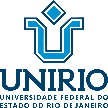 UNIRIO
UNIVERSIDADE FEDERAL DO
ESTADO DO RIO DE JANEIRO